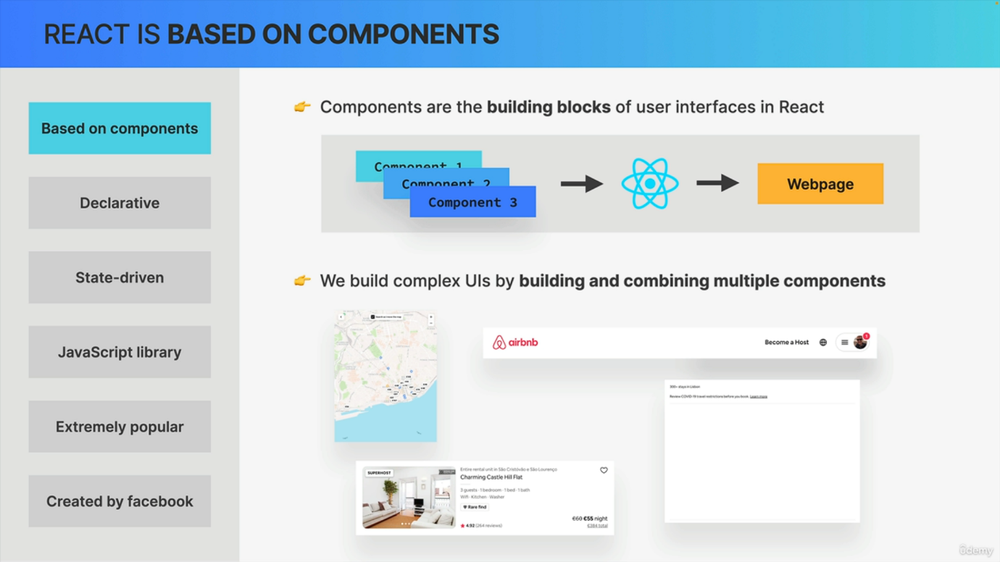 REACT IS BASED ON COMPONENTS
Based on components
Declarative
State-driven
JavaScript library
Extremely popular
Created by facebook
Components are the building blocks of user interfaces in React
Component 1
Component 2
Component 3
Webpage
We build complex UIs by building and combining multiple components
airbnb
Become a Host
1
300+ stays in Lisbon
Review COVID-19 travel restrictions before you book. Learn more
SUPERHOST
Entire rental unit in São Cristóvão e São Lourenço
Charming Castle Hill Flat
3 guests · 1 bedroom · 1 bed · 1 bath
Wifi · Kitchen · Washer
Rare find
4.92 (264 reviews)
€60 €55 night
€384 total
ûdemy